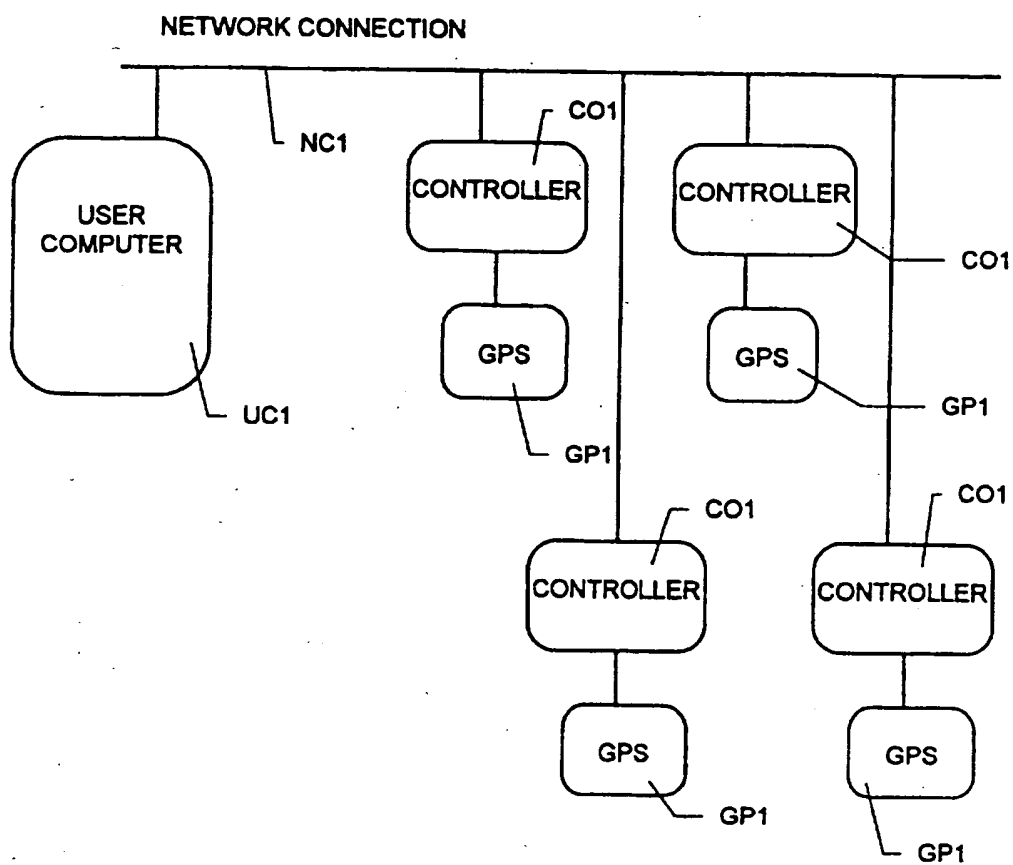 NETWORK CONNECTION
NC1
CO1
USER
COMPUTER
CONTROLLER
CONTROLLER
CO1
GPS
GPS
UC1
GP1
GP1
CO1
CO1
CONTROLLER
CONTROLLER
GPS
GPS
GP1
GP1